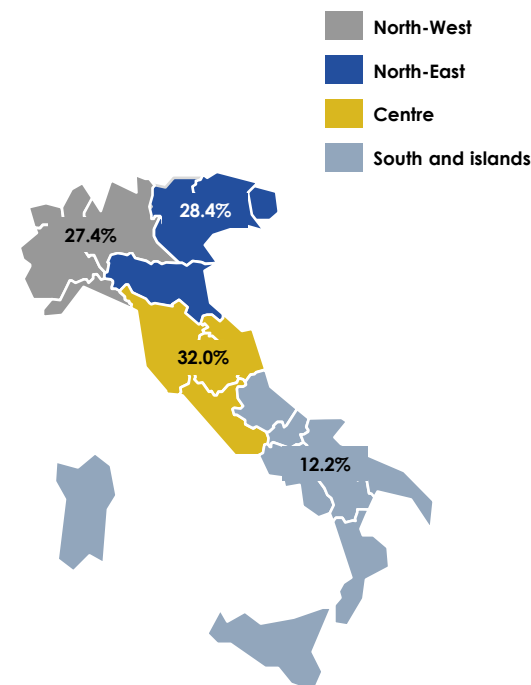 North-West
North-East
Centre
South and islands
28.4%
27.4%
32.0%
12.2%